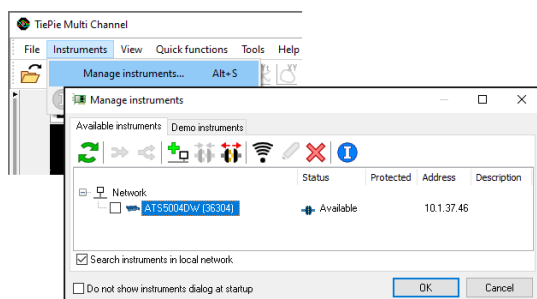 TiePie Multi Channel
File Instruments View Quick functions Tools Help
Manage instruments... Alt+S
Manage instruments
Available instruments Demo instruments
Status Protected Address Description
Network
ATS5004DW (36304) Available 10.1.37.46
Search instruments in local network
Do not show instruments dialog at startup OK Cancel